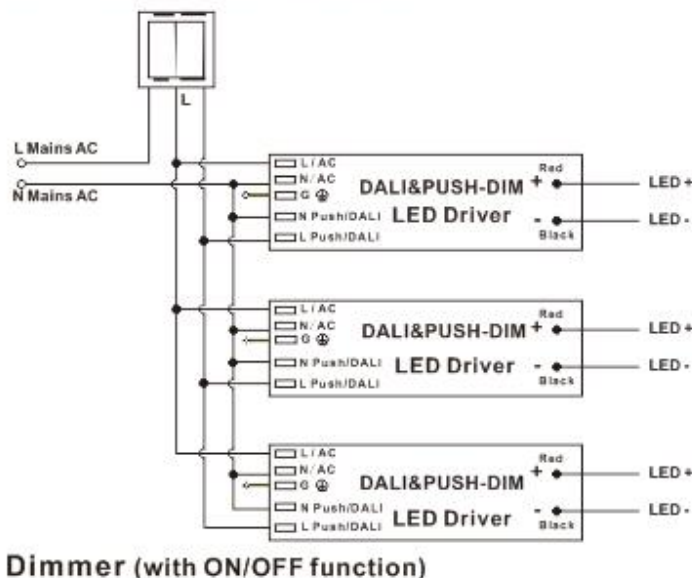 L
L Mains AC
N Mains AC
L/AC
N/AC
G
N Push/DALI
L Push/DALI
DALI&PUSH-DIM
LED Driver
Red
+
-
Black
LED +
LED -
L/AC
N/AC
G
N Push/DALI
L Push/DALI
DALI&PUSH-DIM
LED Driver
Red
+
-
Black
LED +
LED -
L/AC
N/AC
G
N Push/DALI
L Push/DALI
DALI&PUSH-DIM
LED Driver
Red
+
-
Black
LED +
LED -
Dimmer (with ON/OFF function)